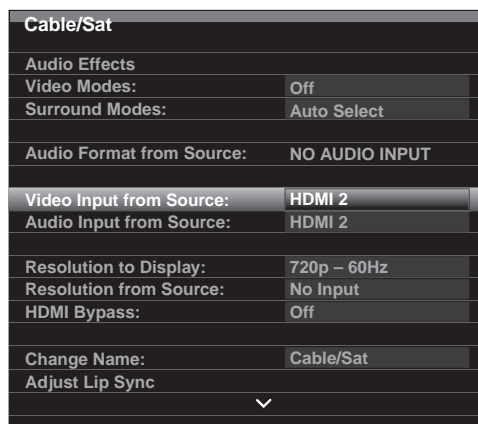 Cable/Sat
Audio Effects
Video Modes: Off
Surround Modes: Auto Select
Audio Format from Source: NO AUDIO INPUT
Video Input from Source: HDMI 2
Audio Input from Source: HDMI 2
Resolution to Display: 720p – 60Hz
Resolution from Source: No Input
HDMI Bypass: Off
Change Name: Cable/Sat
Adjust Lip Sync